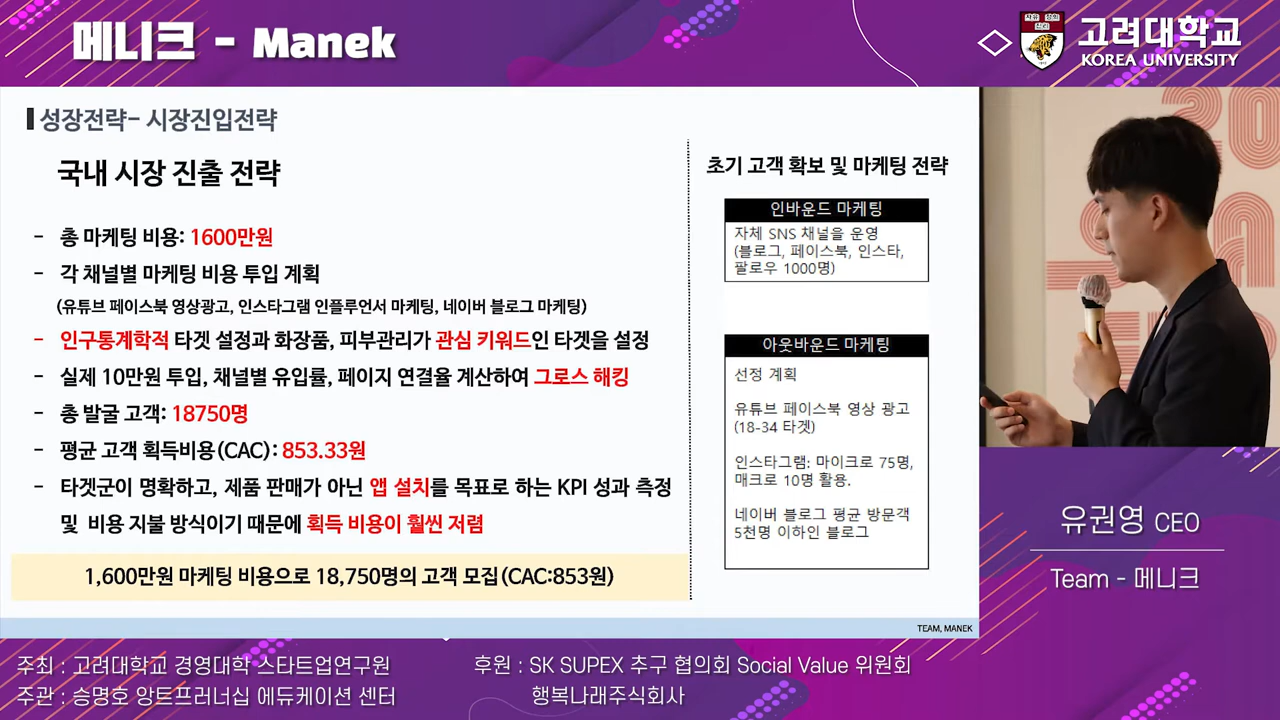 메니크 - Manek
고려대학교
KOREA UNIVERSITY
성장전략- 시장진입전략
국내 시장 진출 전략
- 총 마케팅 비용: 1600만원
- 각 채널별 마케팅 비용 투입 계획
(유튜브 페이스북 영상광고, 인스타그램 인플루언서 마케팅, 네이버 블로그 마케팅)
- 인구통계학적 타겟 설정과 화장품, 피부관리가 관심 키워드인 타겟을 설정
- 실제 10만원 투입, 채널별 유입률, 페이지 연결율 계산하여 그로스 해킹
- 총 발굴 고객: 18750명
- 평균 고객 획득비용(CAC): 853.33원
- 타겟군이 명확하고, 제품 판매가 아닌 앱 설치를 목표로 하는 KPI 성과 측정
및 비용 지불 방식이기 때문에 획득 비용이 훨씬 저렴
1,600만원 마케팅 비용으로 18,750명의 고객 모집(CAC:853원)
초기 고객 확보 및 마케팅 전략
인바운드 마케팅
자체 SNS 채널을 운영
(블로그, 페이스북, 인스타,
팔로우 1000명)
아웃바운드 마케팅
선정 계획
유튜브 페이스북 영상 광고
(18-34 타겟)
인스타그램: 마이크로 75명,
매크로 10명 활용.
네이버 블로그 평균 방문객
5천명 이하인 블로그
TEAM, MANEK
유권영 CEO
Team - 메니크
주최 : 고려대학교 경영대학 스타트업연구원
주관 : 승명호 앙트프러너십 에듀케이션 센터
후원 : SK SUPEX 추구 협의회 Social Value 위원회
행복나래주식회사